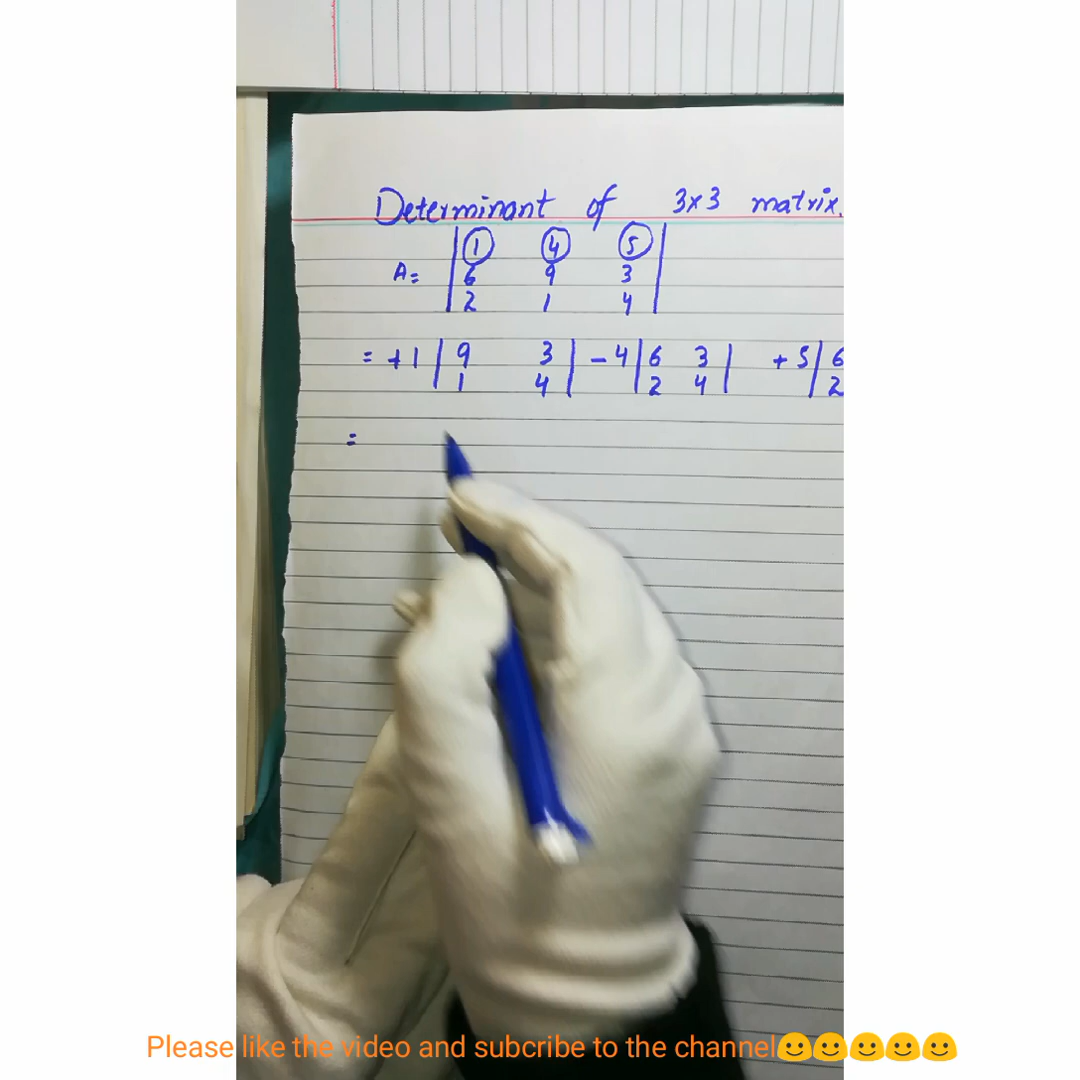 Determinant of 3x3 matrix.
1 4 5
A= 6 9 3
2 1 4
= +1 | 9 3 | - 4 | 6 3 | + 5 | 6
1 4 2 4 2
=
Please like the video and subcribe to the channel🙂🙂🙂🙂🙂